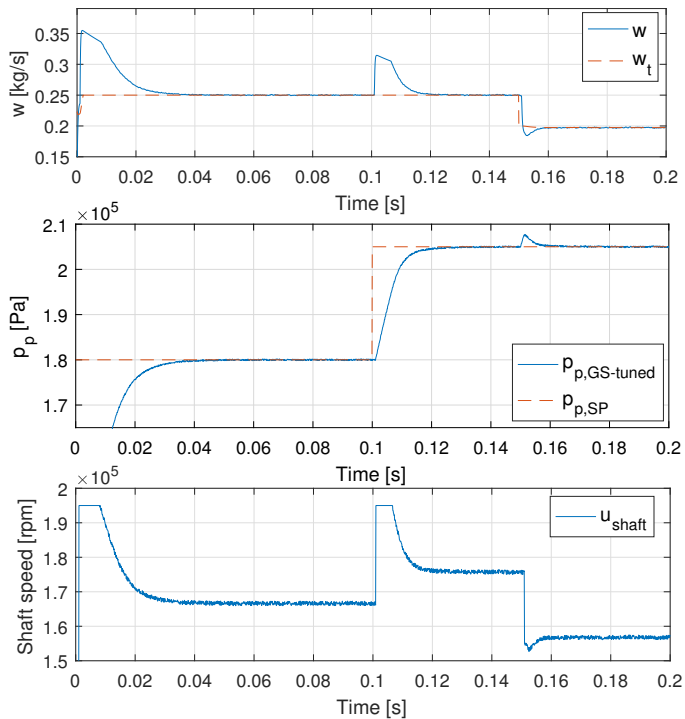 w [kg/s]
0.35
0.3
0.25
0.2
0.15
w
w_t
0 0.02 0.04 0.06 0.08 0.1 0.12 0.14 0.16 0.18 0.2
Time [s]
×10^5
p_p [Pa]
2.1
2
1.9
1.8
1.7
p_p,GS-tuned
p_p,SP
0 0.02 0.04 0.06 0.08 0.1 0.12 0.14 0.16 0.18 0.2
Time [s]
×10^5
Shaft speed [rpm]
2
1.9
1.8
1.7
1.6
1.5
u_shaft
0 0.02 0.04 0.06 0.08 0.1 0.12 0.14 0.16 0.18 0.2
Time [s]